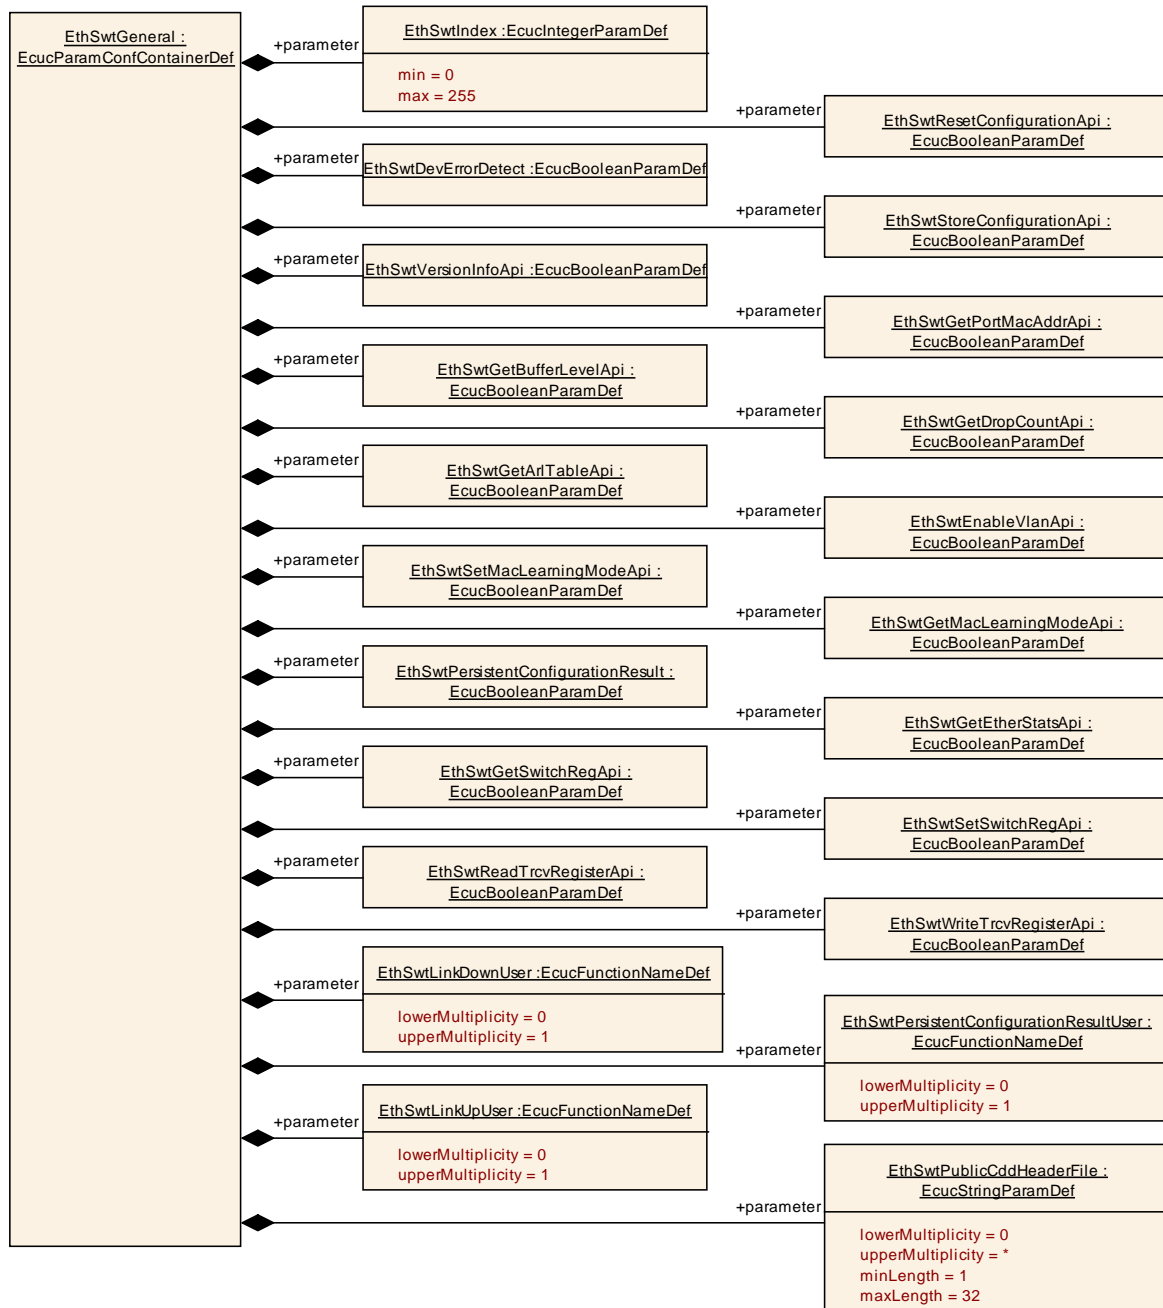 EthSwtGeneral :
EcucParamConfContainerDef
+parameter
EthSwtIndex :EcucIntegerParamDef
min = 0
max = 255
+parameter
EthSwtResetConfigurationApi :
EcucBooleanParamDef
+parameter
EthSwtDevErrorDetect :EcucBooleanParamDef
+parameter
EthSwtStoreConfigurationApi :
EcucBooleanParamDef
+parameter
EthSwtVersionInfoApi :EcucBooleanParamDef
+parameter
EthSwtGetPortMacAddrApi :
EcucBooleanParamDef
+parameter
EthSwtGetBufferLevelApi :
EcucBooleanParamDef
+parameter
EthSwtGetDropCountApi :
EcucBooleanParamDef
+parameter
EthSwtGetArlTableApi :
EcucBooleanParamDef
+parameter
EthSwtEnableVlanApi :
EcucBooleanParamDef
+parameter
EthSwtSetMacLearningModeApi :
EcucBooleanParamDef
+parameter
EthSwtGetMacLearningModeApi :
EcucBooleanParamDef
+parameter
EthSwtPersistentConfigurationResult :
EcucBooleanParamDef
+parameter
EthSwtGetEtherStatsApi :
EcucBooleanParamDef
+parameter
EthSwtGetSwitchRegApi :
EcucBooleanParamDef
+parameter
EthSwtSetSwitchRegApi :
EcucBooleanParamDef
+parameter
EthSwtReadTrcvRegisterApi :
EcucBooleanParamDef
+parameter
EthSwtWriteTrcvRegisterApi :
EcucBooleanParamDef
+parameter
EthSwtLinkDownUser :EcucFunctionNameDef
lowerMultiplicity = 0
upperMultiplicity = 1
+parameter
EthSwtPersistentConfigurationResultUser :
EcucFunctionNameDef
lowerMultiplicity = 0
upperMultiplicity = 1
+parameter
EthSwtLinkUpUser :EcucFunctionNameDef
lowerMultiplicity = 0
upperMultiplicity = 1
+parameter
EthSwtPublicCddHeaderFile :
EcucStringParamDef
lowerMultiplicity = 0
upperMultiplicity = *
minLength = 1
maxLength = 32